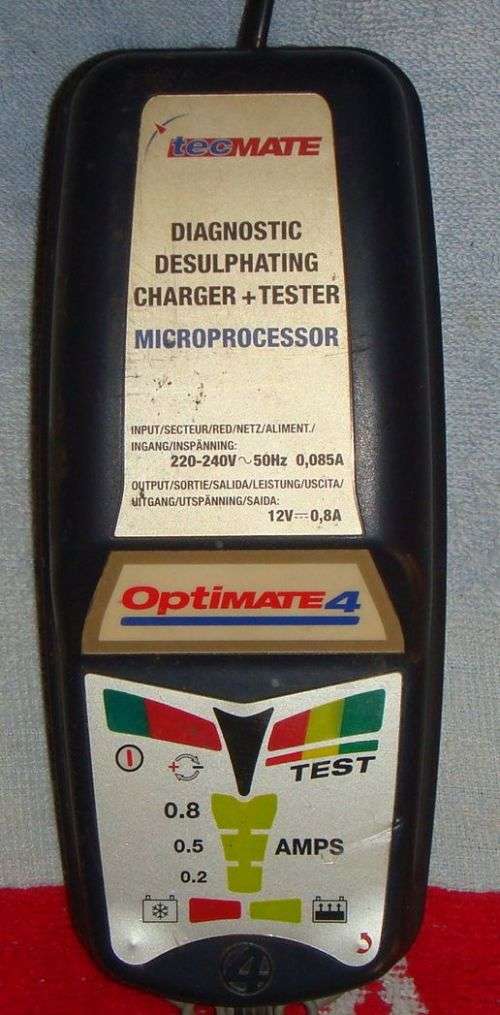 tecMATE
DIAGNOSTIC
DESULPHATING
CHARGER + TESTER
MICROPROCESSOR
INPUT/SECTEUR/RED/NETZ/ALIMENT./
INGANG/INSPÄNNING:
220-240V~50Hz 0,085A
OUTPUT/SORTIE/SALIDA/LEISTUNG/USCITA/
UITGANG/UTSPÄNNING/SAIDA:
12V⎓0,8A
OptiMATE4
TEST
0.8
0.5 AMPS
0.2
4